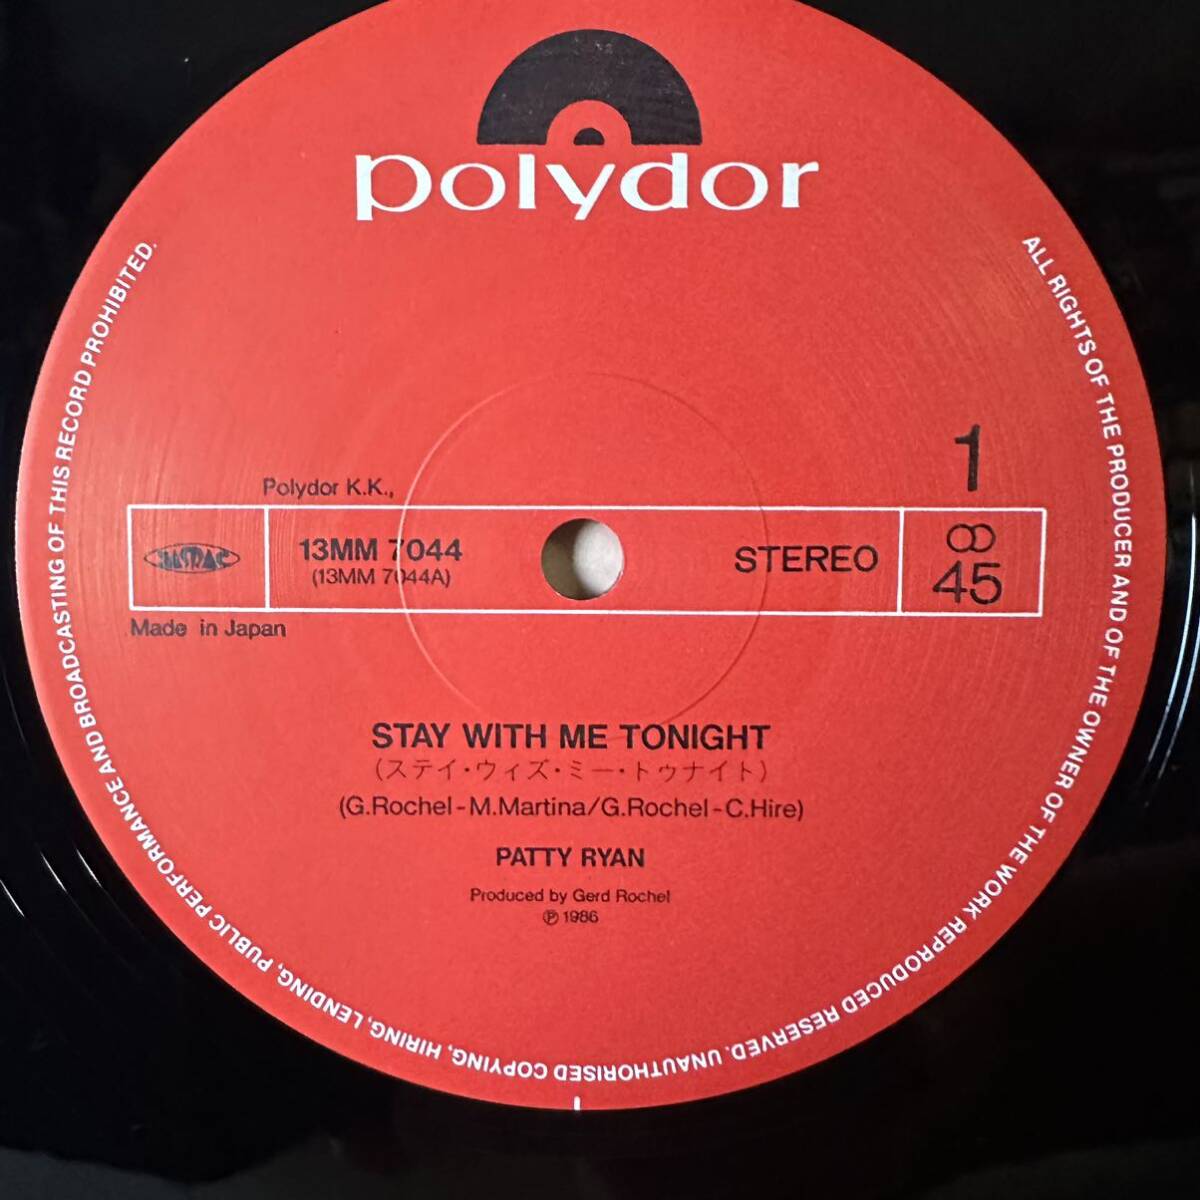 polydor
1
Polydor K.K.,
JASRAC
13MM 7044
(13MM 7044A)
STEREO
∞
45
Made in Japan
STAY WITH ME TONIGHT
(ステイ・ウィズ・ミー・トゥナイト)
(G.Rochel-M.Martina/G.Rochel-C.Hire)
PATTY RYAN
Produced by Gerd Rochel
℗ 1986
ALL RIGHTS OF THE PRODUCER AND OF THE OWNER OF THE WORK REPRODUCED RESERVED. UNAUTHORISED COPYING, HIRING, LENDING, PUBLIC PERFORMANCE AND BROADCASTING OF THIS RECORD PROHIBITED.